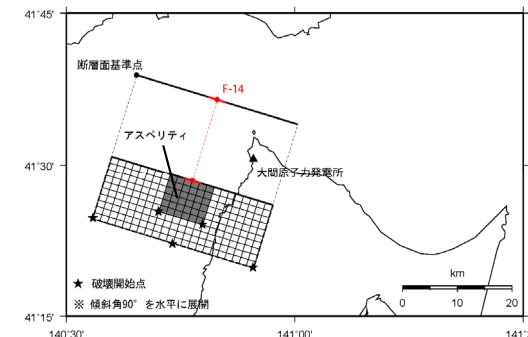 41°45'
断層面基準点
F-14
アスペリティ
41°30'
大間原子力発電所
★ 破壊開始点
※ 傾斜角90° を水平に展開
km
0 10 20
41°15'
140°30' 141°00'